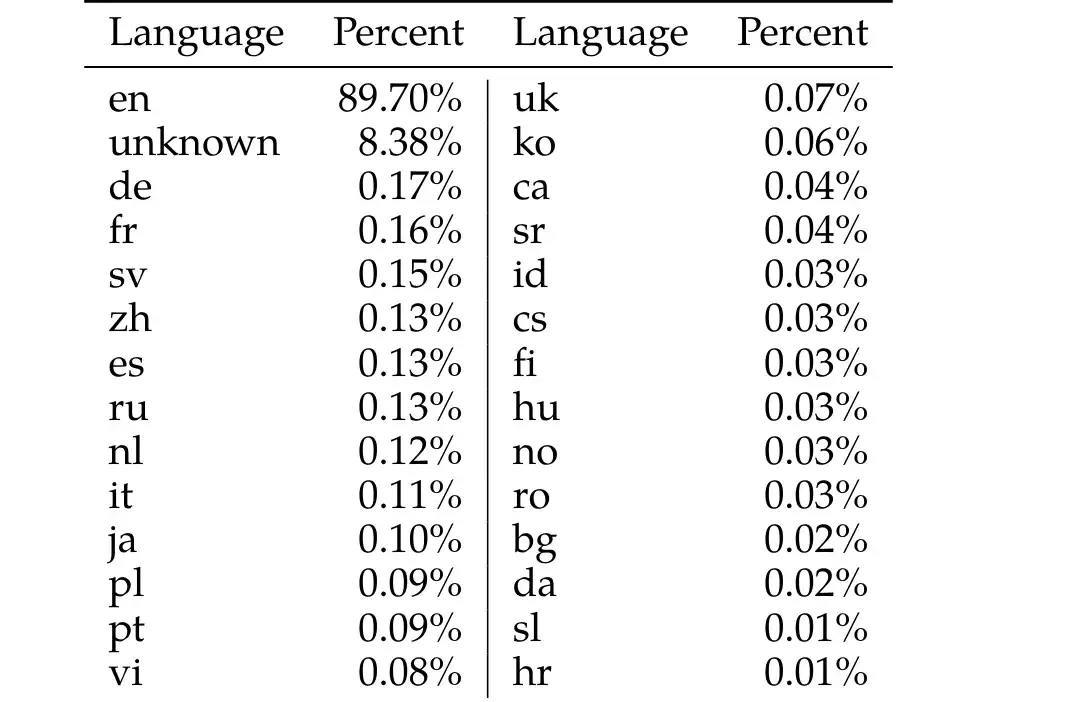 Language Percent Language Percent
en 89.70% uk 0.07%
unknown 8.38% ko 0.06%
de 0.17% ca 0.04%
fr 0.16% sr 0.04%
sv 0.15% id 0.03%
zh 0.13% cs 0.03%
es 0.13% fi 0.03%
ru 0.13% hu 0.03%
nl 0.12% no 0.03%
it 0.11% ro 0.03%
ja 0.10% bg 0.02%
pl 0.09% da 0.02%
pt 0.09% sl 0.01%
vi 0.08% hr 0.01%